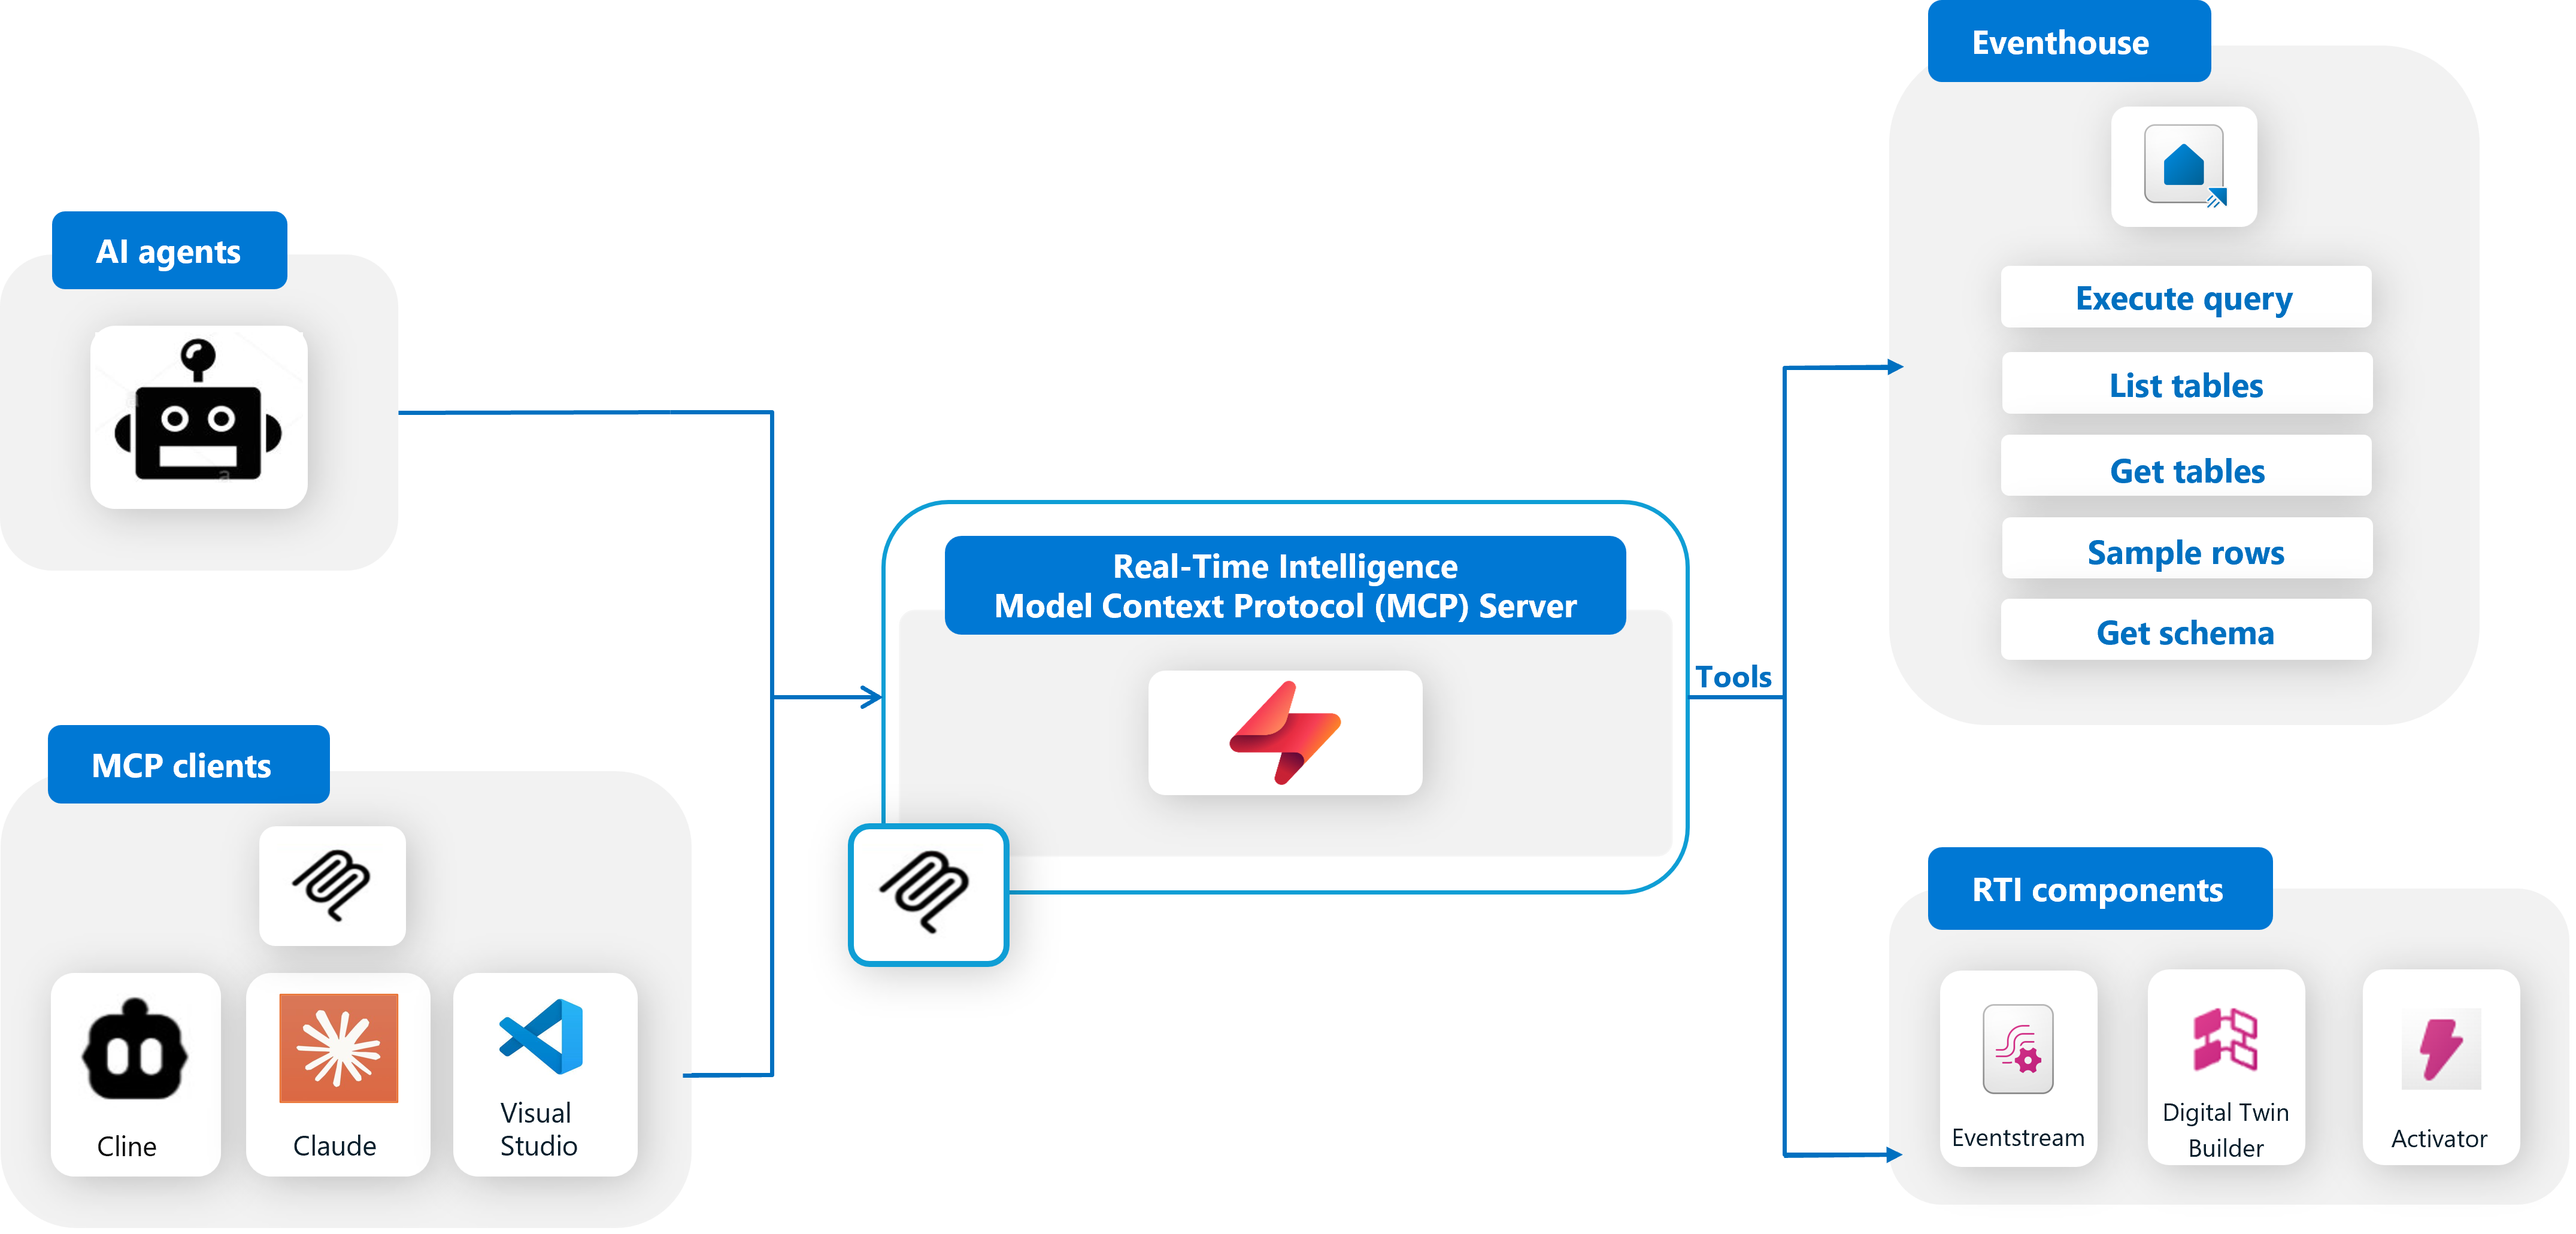 AI agents
MCP clients
Cline
Claude
Visual
Studio
Real-Time Intelligence
Model Context Protocol (MCP) Server
Tools
Eventhouse
Execute query
List tables
Get tables
Sample rows
Get schema
RTI components
Eventstream
Digital Twin
Builder
Activator